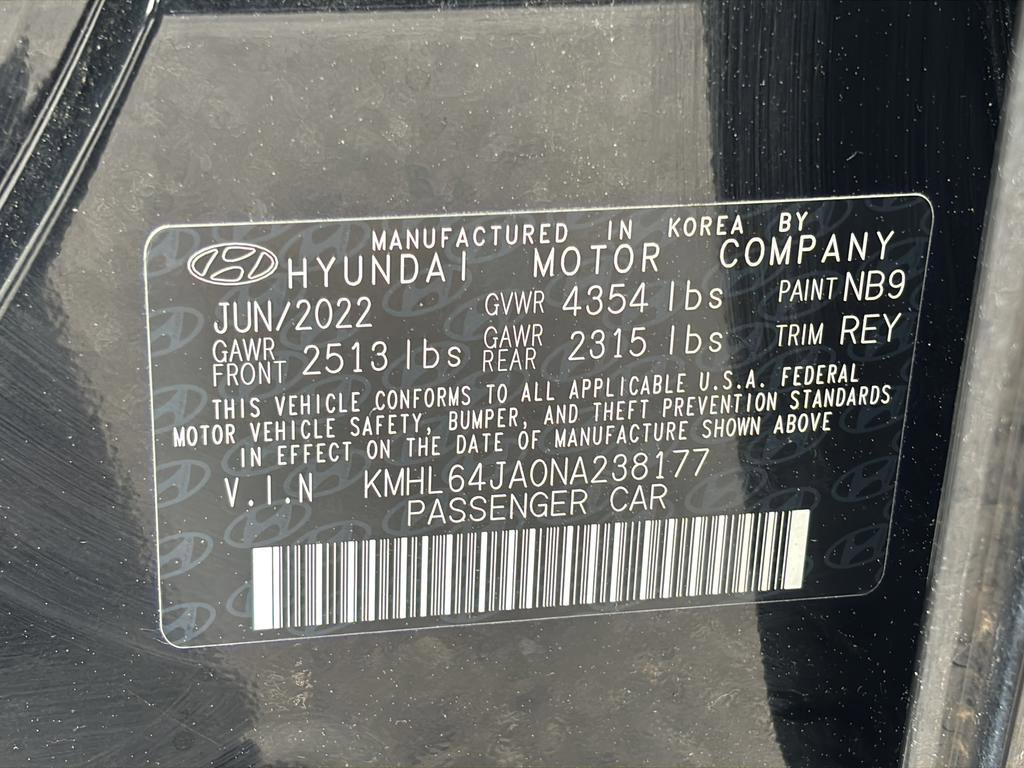 MANUFACTURED IN KOREA BY
HYUNDAI MOTOR COMPANY
JUN/2022 GVWR 4354 lbs PAINT NB9
GAWR FRONT 2513 lbs GAWR REAR 2315 lbs TRIM REY
THIS VEHICLE CONFORMS TO ALL APPLICABLE U.S.A. FEDERAL
MOTOR VEHICLE SAFETY, BUMPER, AND THEFT PREVENTION STANDARDS
IN EFFECT ON THE DATE OF MANUFACTURE SHOWN ABOVE
V.I.N KMHL64JA0NA238177
PASSENGER CAR